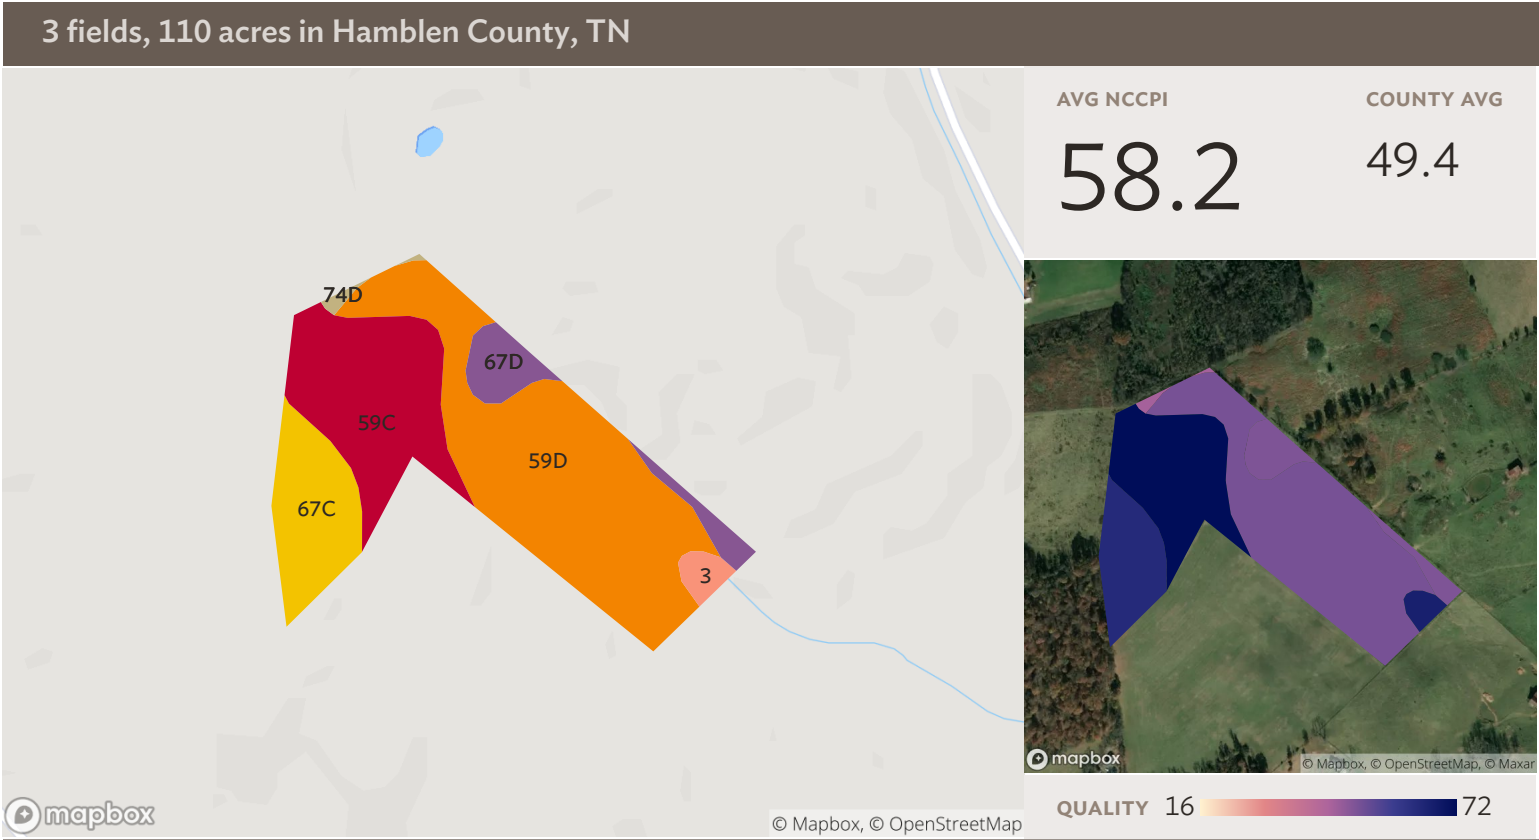 3 fields, 110 acres in Hamblen County, TN
AVG NCCPI
COUNTY AVG
58.2
49.4
74D
67D
59C
59D
67C
3
mapbox
© Mapbox, © OpenStreetMap
mapbox
© Mapbox, © OpenStreetMap, © Maxar
QUALITY 16 72